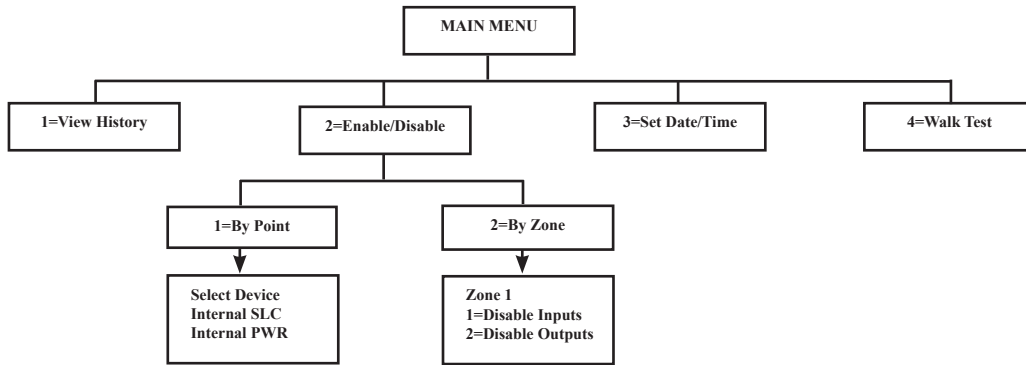 MAIN MENU
1=View History
2=Enable/Disable
3=Set Date/Time
4=Walk Test
1=By Point
2=By Zone
Select Device
Internal SLC
Internal PWR
Zone 1
1=Disable Inputs
2=Disable Outputs